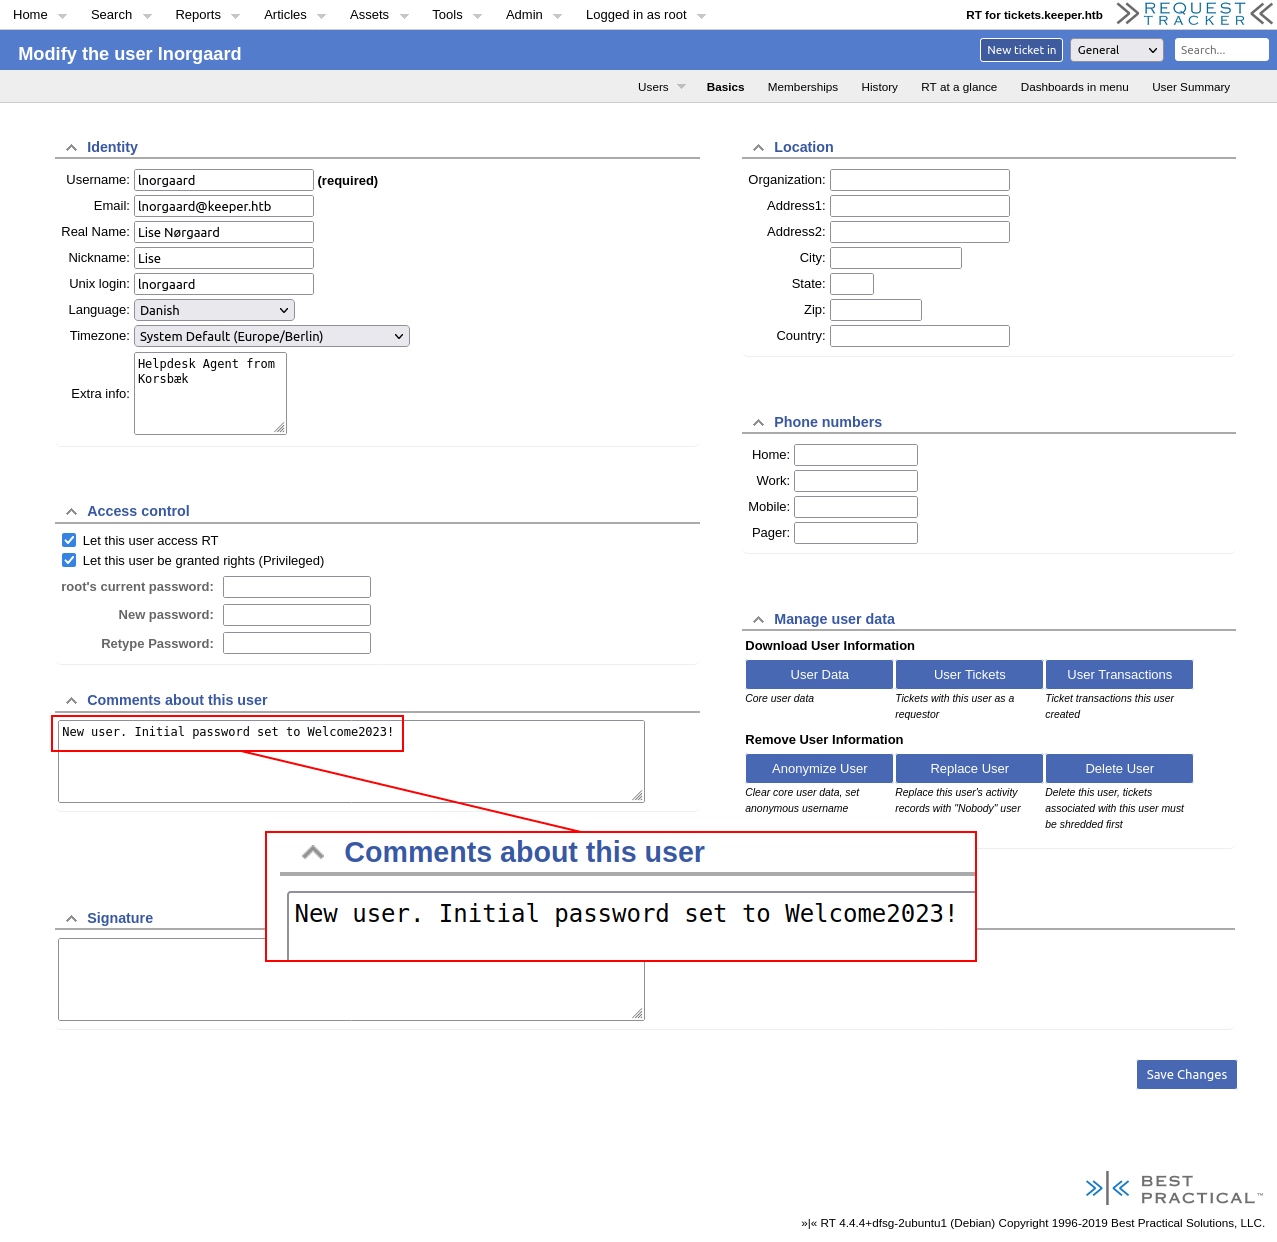 Home Search Reports Articles Assets Tools Admin Logged in as root RT for tickets.keeper.htb REQUEST TRACKER
Modify the user lnorgaard New ticket in General Search...
Users Basics Memberships History RT at a glance Dashboards in menu User Summary
Identity
Username: lnorgaard (required)
Email: lnorgaard@keeper.htb
Real Name: Lise Nørgaard
Nickname: Lise
Unix login: lnorgaard
Language: Danish
Timezone: System Default (Europe/Berlin)
Extra info: Helpdesk Agent from
Korsbæk
Access control
Let this user access RT
Let this user be granted rights (Privileged)
root's current password:
New password:
Retype Password:
Comments about this user
New user. Initial password set to Welcome2023!
Location
Organization:
Address1:
Address2:
City:
State:
Zip:
Country:
Phone numbers
Home:
Work:
Mobile:
Pager:
Manage user data
Download User Information
User Data User Tickets User Transactions
Core user data Tickets with this user as a Ticket transactions this user
requestor created
Remove User Information
Anonymize User Replace User Delete User
Clear core user data, set Replace this user's activity Delete this user, tickets
anonymous username records with "Nobody" user associated with this user must
be shredded first
Comments about this user
New user. Initial password set to Welcome2023!
Signature
Save Changes
BEST
PRACTICAL™
»|« RT 4.4.4+dfsg-2ubuntu1 (Debian) Copyright 1996-2019 Best Practical Solutions, LLC.